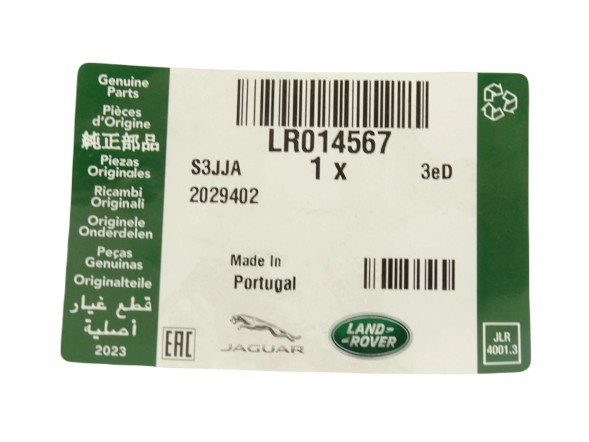 Genuine
Parts
Pièces
d'Origine
純正部品
Piezas
Originales
Ricambi
Originali
Originele
Onderdelen
Peças
Genuinas
Originalteile
قطع غيار
أصلية
2023
LR014567
S3JJA
1 x
3eD
2029402
Made In
Portugal
EAC
JAGUAR
LAND
ROVER
JLR
4001.3